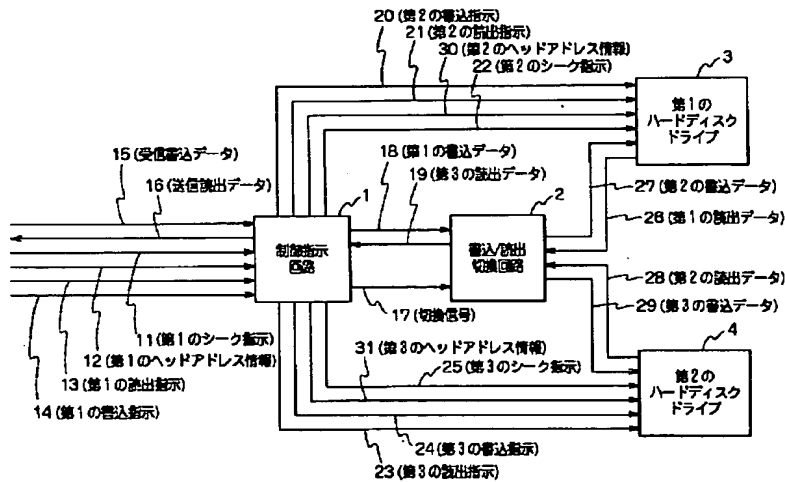 20 (第2の書込指示)
21 (第2の読出指示)
30 (第2のヘッドアドレス情報)
22 (第2のシーク指示)
3
第1の
ハードディスク
ドライブ
15 (受信書込データ)
16 (送信読出データ)
18 (第1の書込データ)
19 (第3の読出データ)
1
制御指示
回路
2
書込/読出
切換回路
27 (第2の書込データ)
26 (第1の読出データ)
28 (第2の読出データ)
29 (第3の書込データ)
17 (切換信号)
11 (第1のシーク指示)
12 (第1のヘッドアドレス情報)
13 (第1の読出指示)
14 (第1の書込指示)
31 (第3のヘッドアドレス情報)
25 (第3のシーク指示)
4
第2の
ハードディスク
ドライブ
24 (第3の書込指示)
23 (第3の読出指示)